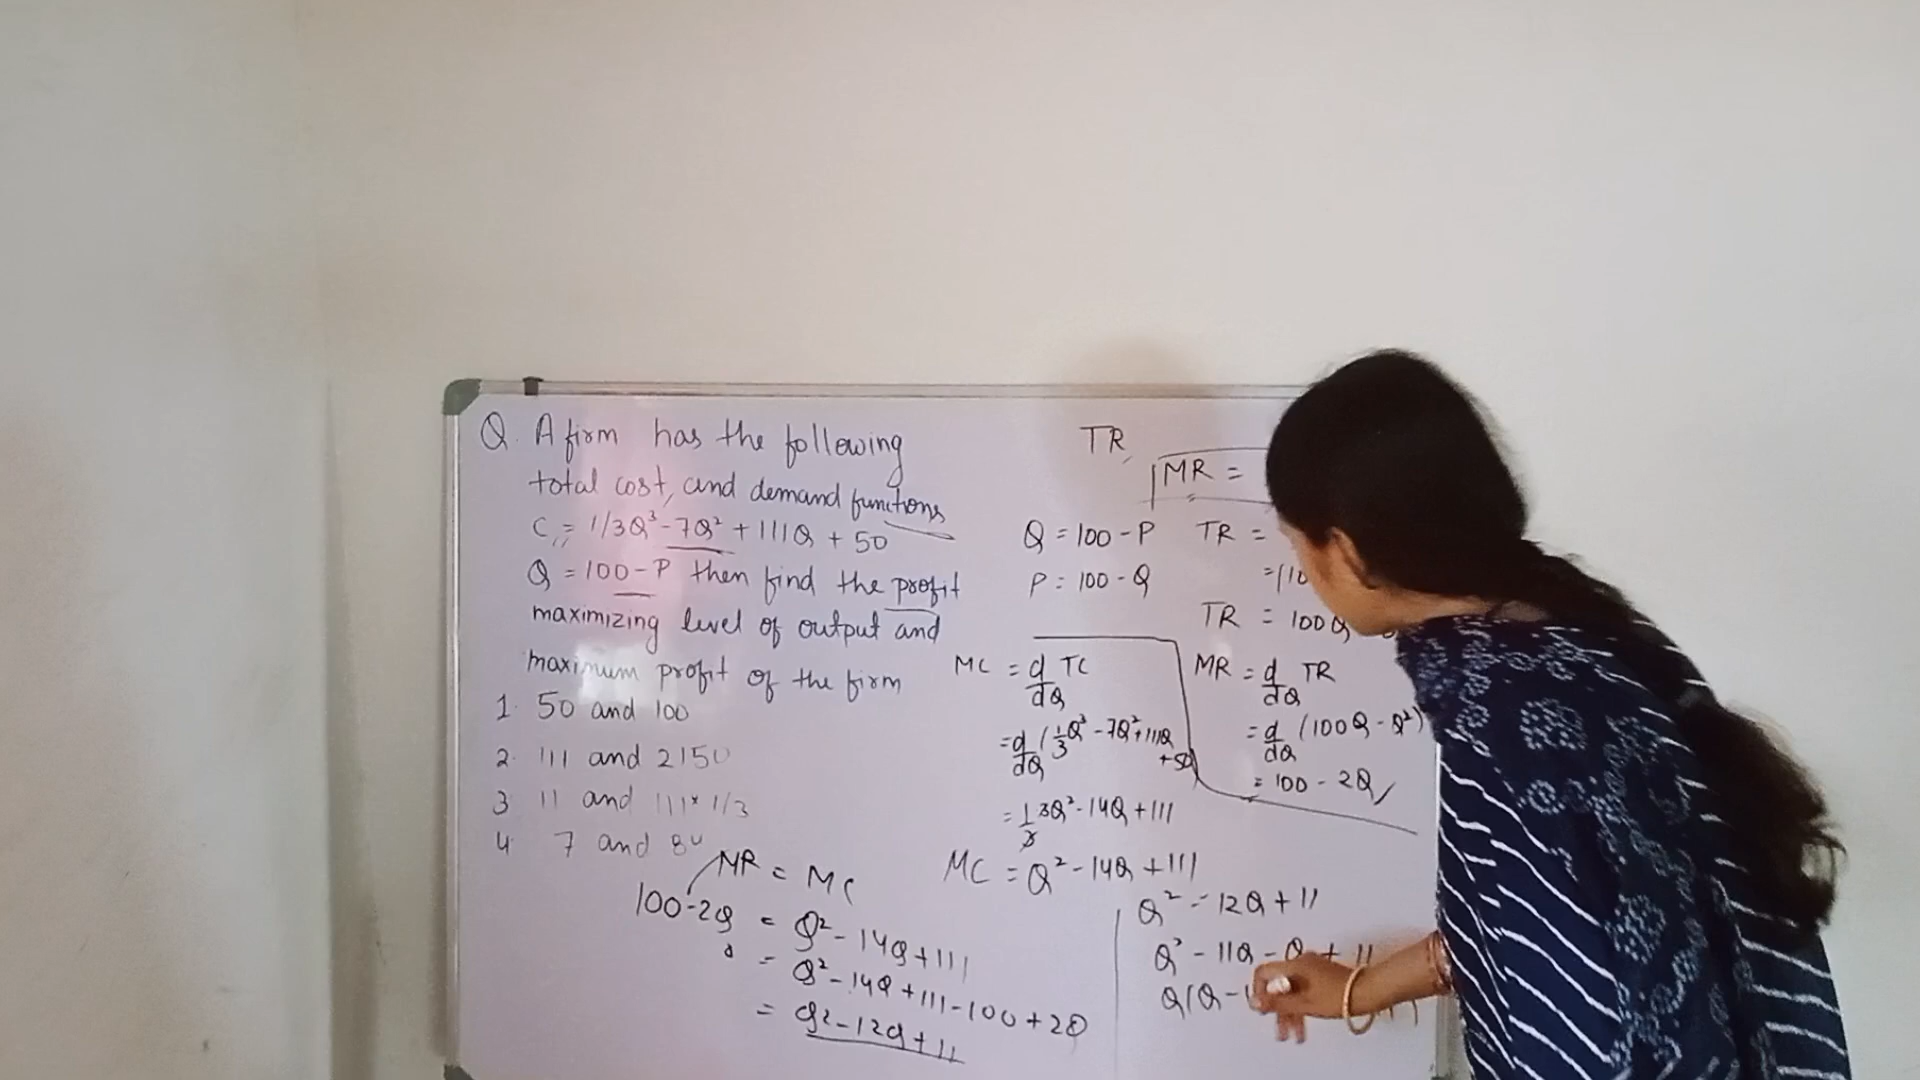 Q. A firm has the following
total cost, and demand functions
C = 1/3Q³ - 7Q² + 111Q + 50
Q = 100 - P then find the profit
maximizing level of output and
maximum profit of the firm
1. 50 and 100
2. 111 and 2150
3 11 and 111 1/3
4. 7 and 80
MR = MC
100-2Q = Q² - 14Q + 111
= Q² - 14Q + 111 - 100 + 2Q
= Q² - 12Q + 11
TR
MR =
Q = 100 - P
P = 100 - Q
TR =
=(10
TR = 100Q
MC = d/dQ TC
= d/dQ (1/3 Q³ - 7Q² + 111Q + 50
= 1/3 3Q² - 14Q + 111
MC = Q² - 14Q + 111
MR = d/dQ TR
= d/dQ (100Q - Q²)
= 100 - 2Q
Q² - 12Q + 11
Q² - 11Q - Q + 11
Q(Q -